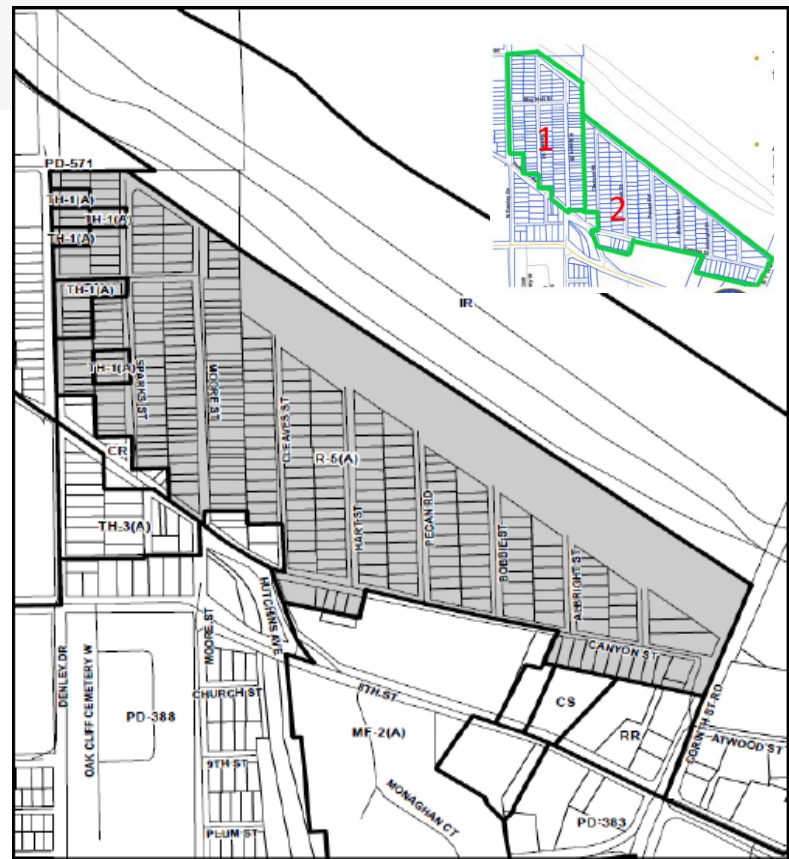 1
2
PD-571
TH-1(A)
TH-1(A)
TH-1(A)
TH-1(A)
TH-1(A)
IR
SPARKS ST
MOORE ST
CLEAVES ST
R-5(A)
CR
TH-3(A)
HART ST
PECAN RD
BOBBIE ST
ALBRIGHT ST
CANYON ST
HUTCHINS AVE
MOORE ST
DENLEY DR
OAK CLIFF CEMETERY W
PD-388
CHURCH ST
8TH ST
MF-2(A)
CS
RR
CORINTH ST RD
ATWOOD ST
9TH ST
MONAGHAN CT
PD-383
PLUM ST